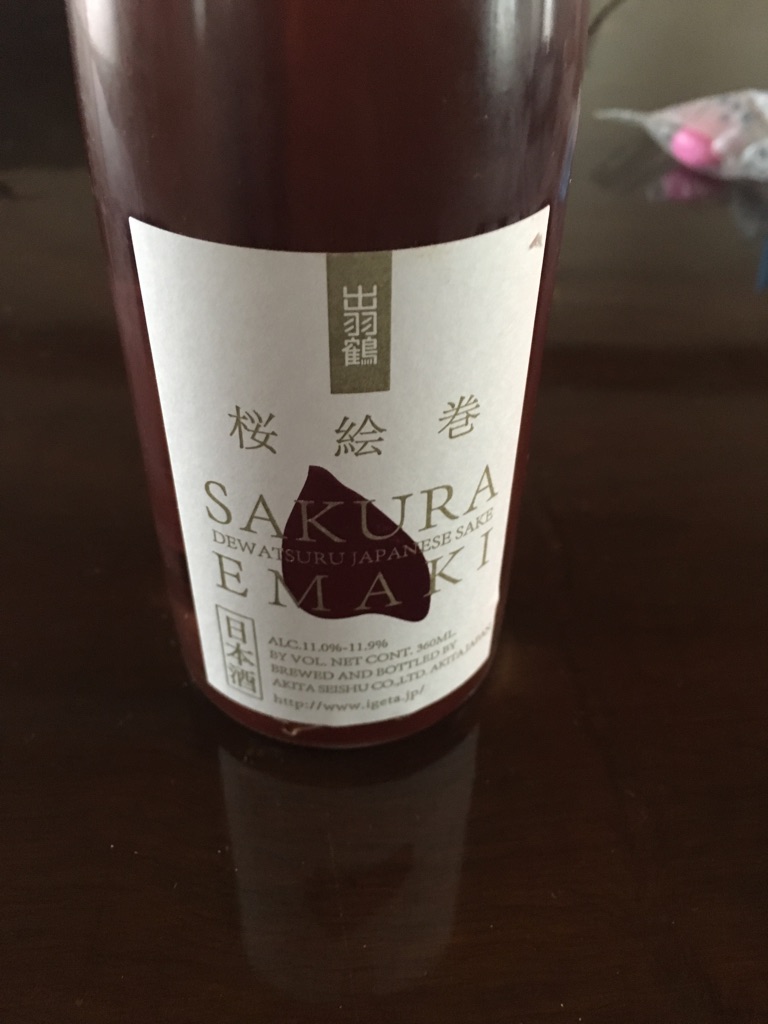 出羽鶴
桜絵巻
SAKURA
DEWATSURU JAPANESE SAKE
EMAKI
日本酒
ALC.11.0%-11.9%
BY VOL. NET CONT. 360ML
BREWED AND BOTTLED BY
AKITA SEISHU CO.,LTD. AKITA JAPAN
http://www.igeta.jp/